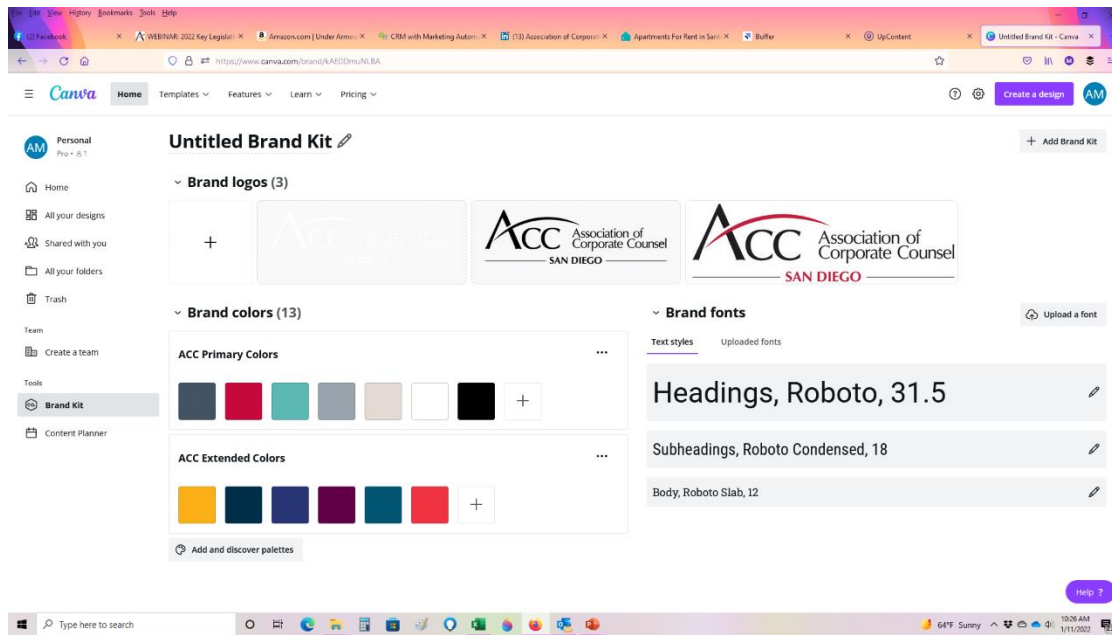 File Edit View History Bookmarks Tools Help
(2) Facebook × WEBINAR: 2022 Key Legislati × Amazon.com | Under Armou × CRM with Marketing Autom × (13) Association of Corporat × Apartments For Rent in Sant × Buffer × UpContent × Untitled Brand Kit - Canva ×
https://www.canva.com/brand/kAE0DmuNLBA
Canva Home Templates Features Learn Pricing Create a design AM
AM Personal
Pro • 1
Untitled Brand Kit
+ Add Brand Kit
Home
All your designs
Shared with you
All your folders
Trash
Team
Create a team
Tools
Brand Kit
Content Planner
Brand logos (3)
+
ACC
ACC Association of
Corporate Counsel
SAN DIEGO
ACC Association of
Corporate Counsel
SAN DIEGO
Brand colors (13)
ACC Primary Colors ...
+
ACC Extended Colors ...
+
Add and discover palettes
Brand fonts
Upload a font
Text styles Uploaded fonts
Headings, Roboto, 31.5
Subheadings, Roboto Condensed, 18
Body, Roboto Slab, 12
Help ?
Type here to search
64°F Sunny
10:26 AM
1/11/2022